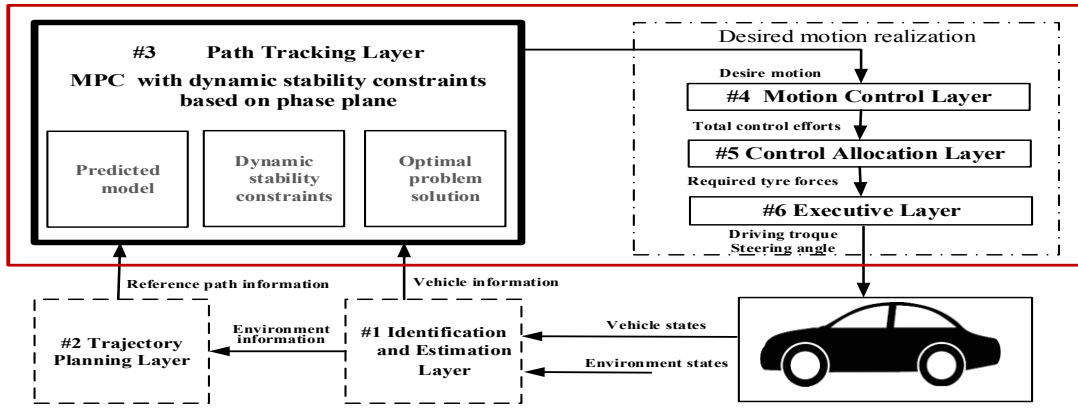 #3 Path Tracking Layer
MPC with dynamic stability constraints
based on phase plane
Predicted
model
Dynamic
stability
constraints
Optimal
problem
solution
Desired motion realization
Desire motion
#4 Motion Control Layer
Total control efforts
#5 Control Allocation Layer
Required tyre forces
#6 Executive Layer
Driving troque
Steering angle
Reference path information
Vehicle information
#2 Trajectory
Planning Layer
Environment
information
#1 Identification
and Estimation
Layer
Vehicle states
Environment states